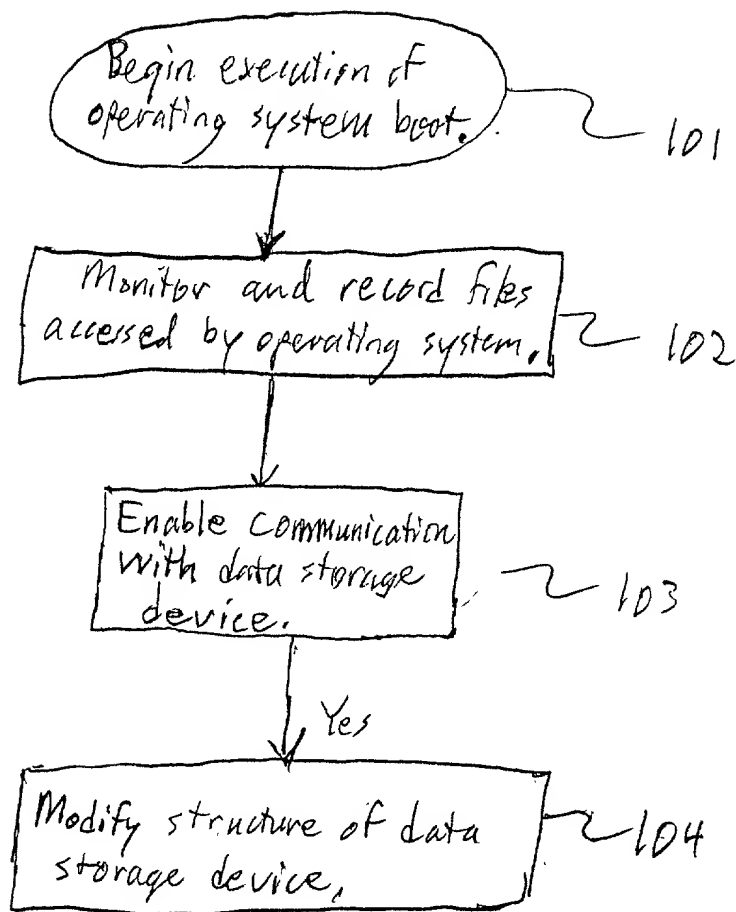 Begin execution of
operating system boot.
101
Monitor and record files
accessed by operating system.
102
Enable communication
with data storage
device.
103
Yes
Modify structure of data
storage device.
104